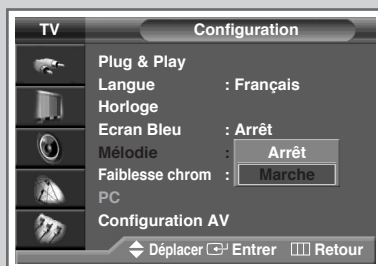 TV Configuration
Plug & Play
Langue : Français
Horloge
Ecran Bleu : Arrêt
Mélodie : Arrêt
Faiblesse chrom : Marche
PC
Configuration AV
Déplacer Entrer Retour